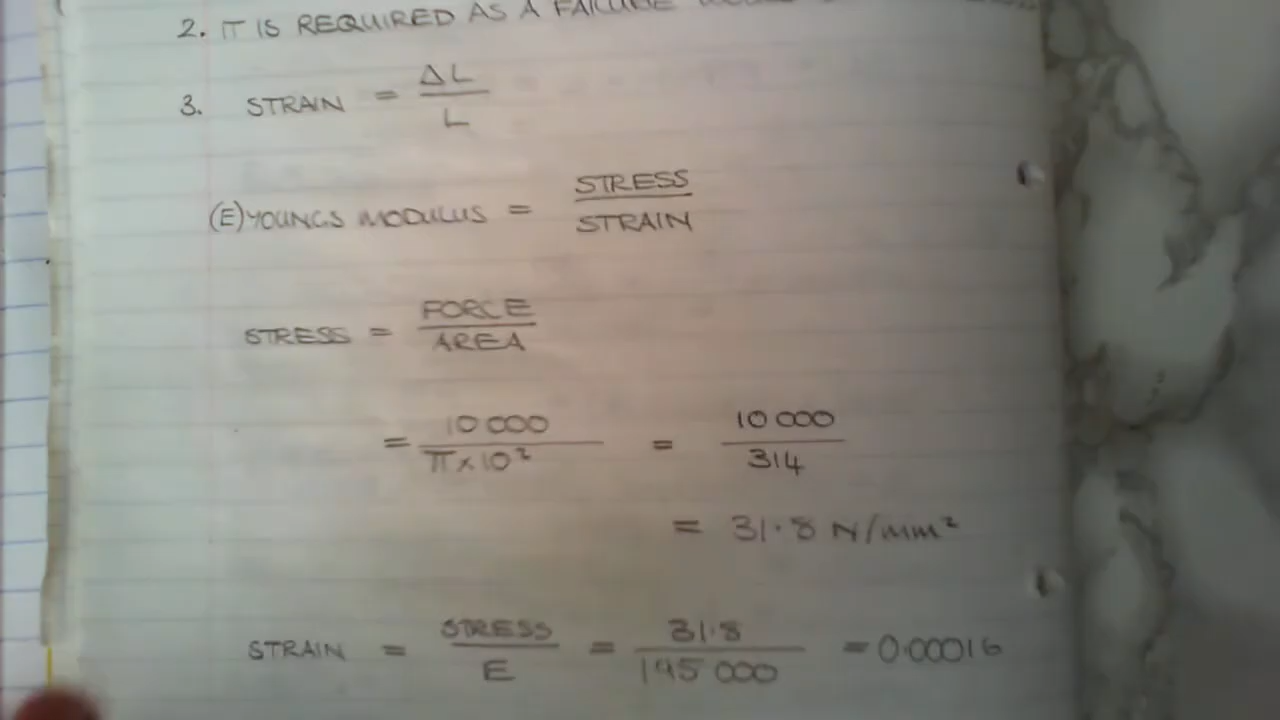 2. IT IS REQUIRED AS A FAILURE
3. STRAIN = ΔL / L
(E) YOUNGS MODULUS = STRESS / STRAIN
STRESS = FORCE / AREA
= 10 000 / π × 10² = 10 000 / 314
= 31.8 N/mm²
STRAIN = STRESS / E = 31.8 / 195 000 = 0.00016